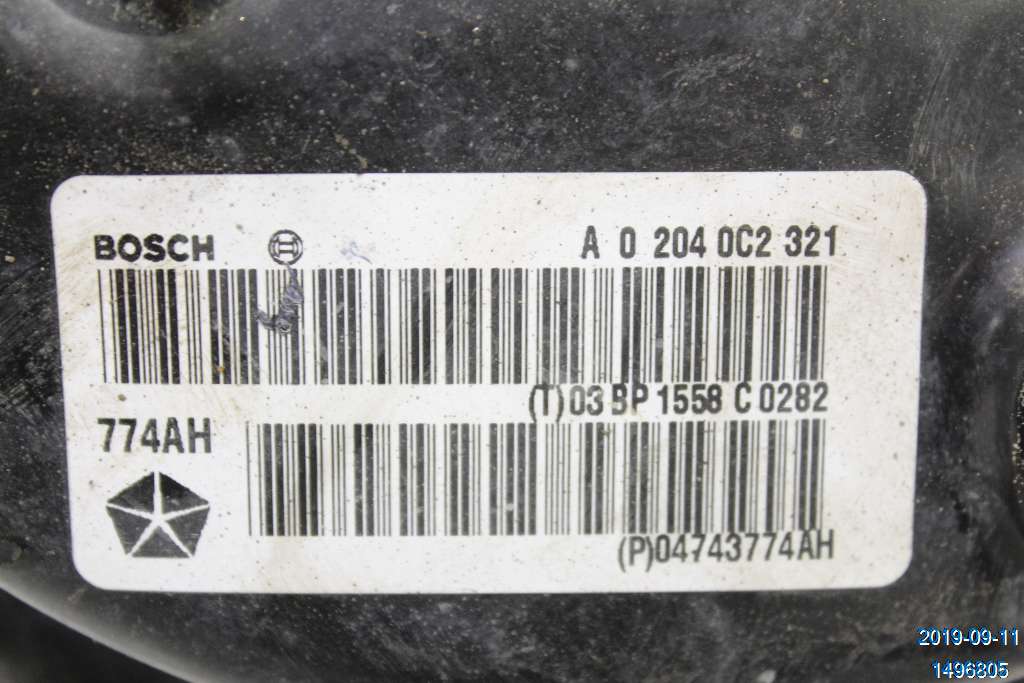 BOSCH A 0 204 0C2 321
(T)03 BP 1558 C 0282
774AH
(P)04743774AH
2019-09-11
1496805